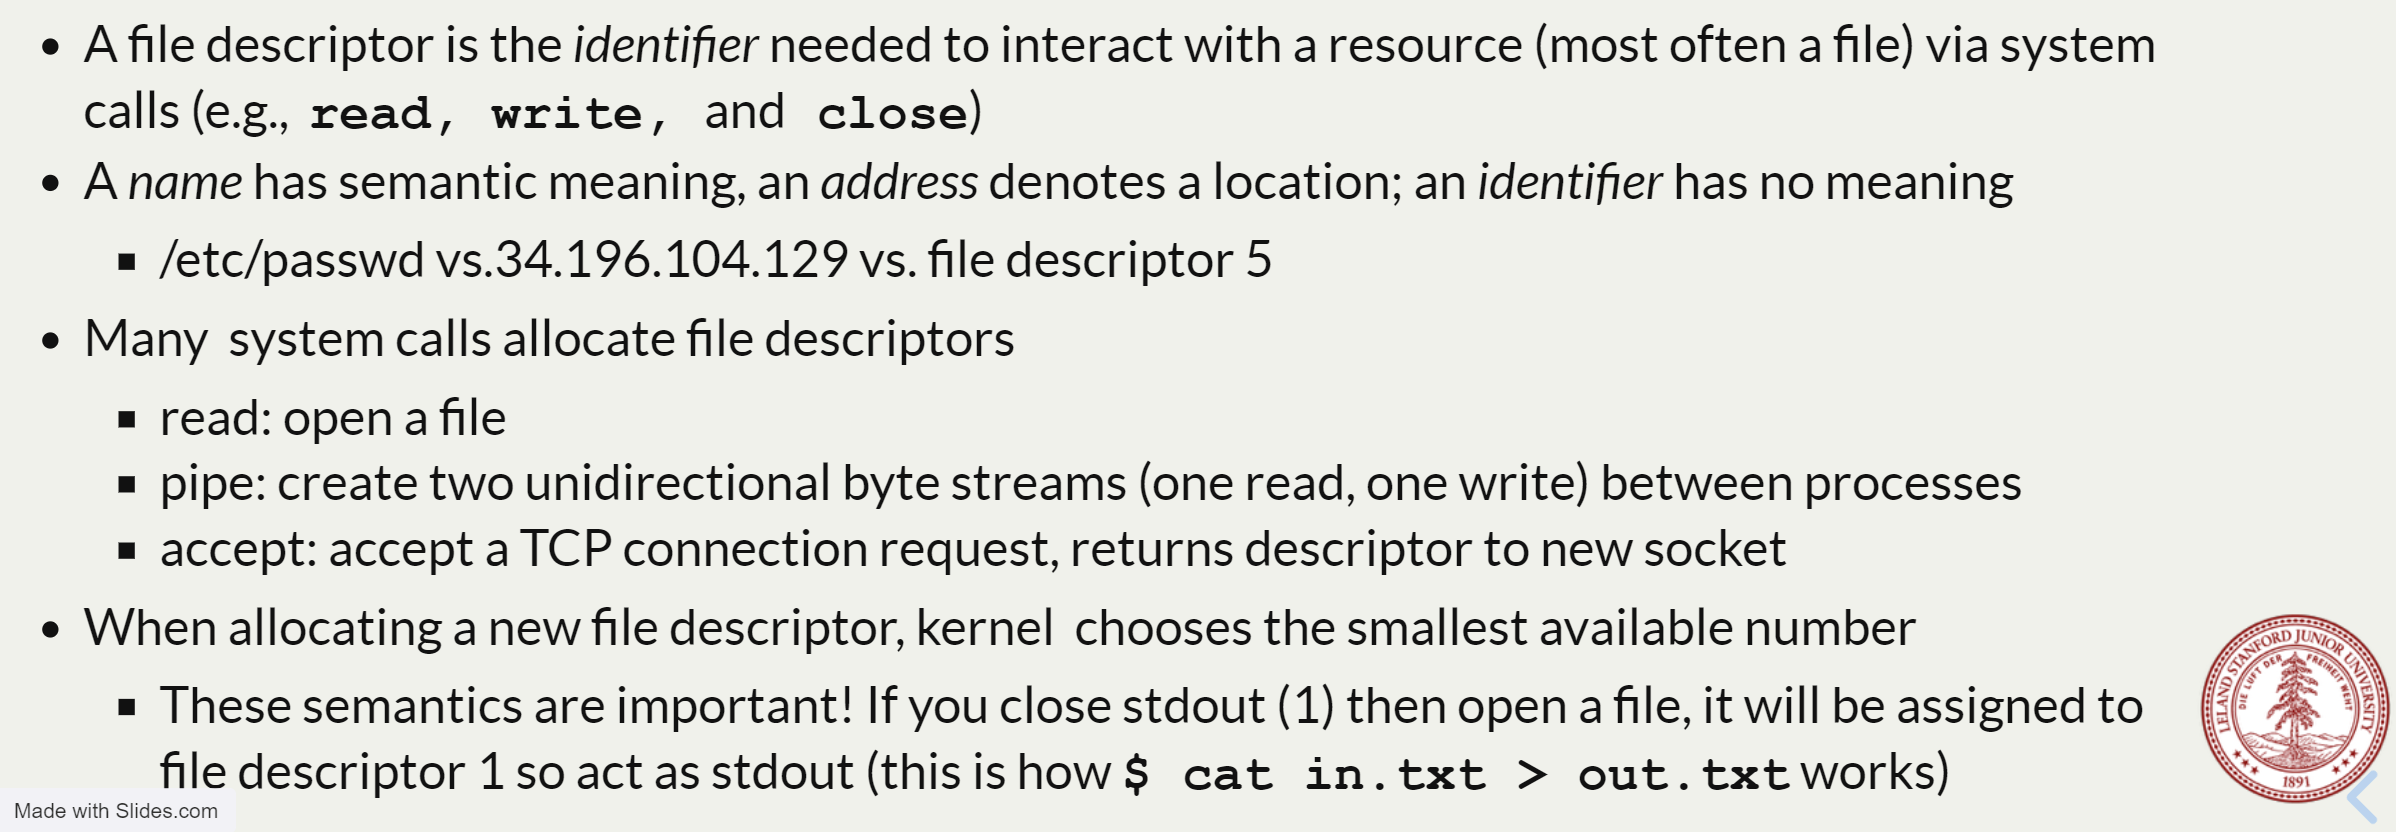 • A file descriptor is the identifier needed to interact with a resource (most often a file) via system
calls (e.g., read, write, and close)
• A name has semantic meaning, an address denotes a location; an identifier has no meaning
▪ /etc/passwd vs.34.196.104.129 vs. file descriptor 5
• Many system calls allocate file descriptors
▪ read: open a file
▪ pipe: create two unidirectional byte streams (one read, one write) between processes
▪ accept: accept a TCP connection request, returns descriptor to new socket
• When allocating a new file descriptor, kernel chooses the smallest available number
▪ These semantics are important! If you close stdout (1) then open a file, it will be assigned to
file descriptor 1 so act as stdout (this is how $ cat in.txt > out.txt works)
LELAND STANFORD JUNIOR UNIVERSITY
DIE LUFT DER FREIHEIT WEHT
1891
Made with Slides.com